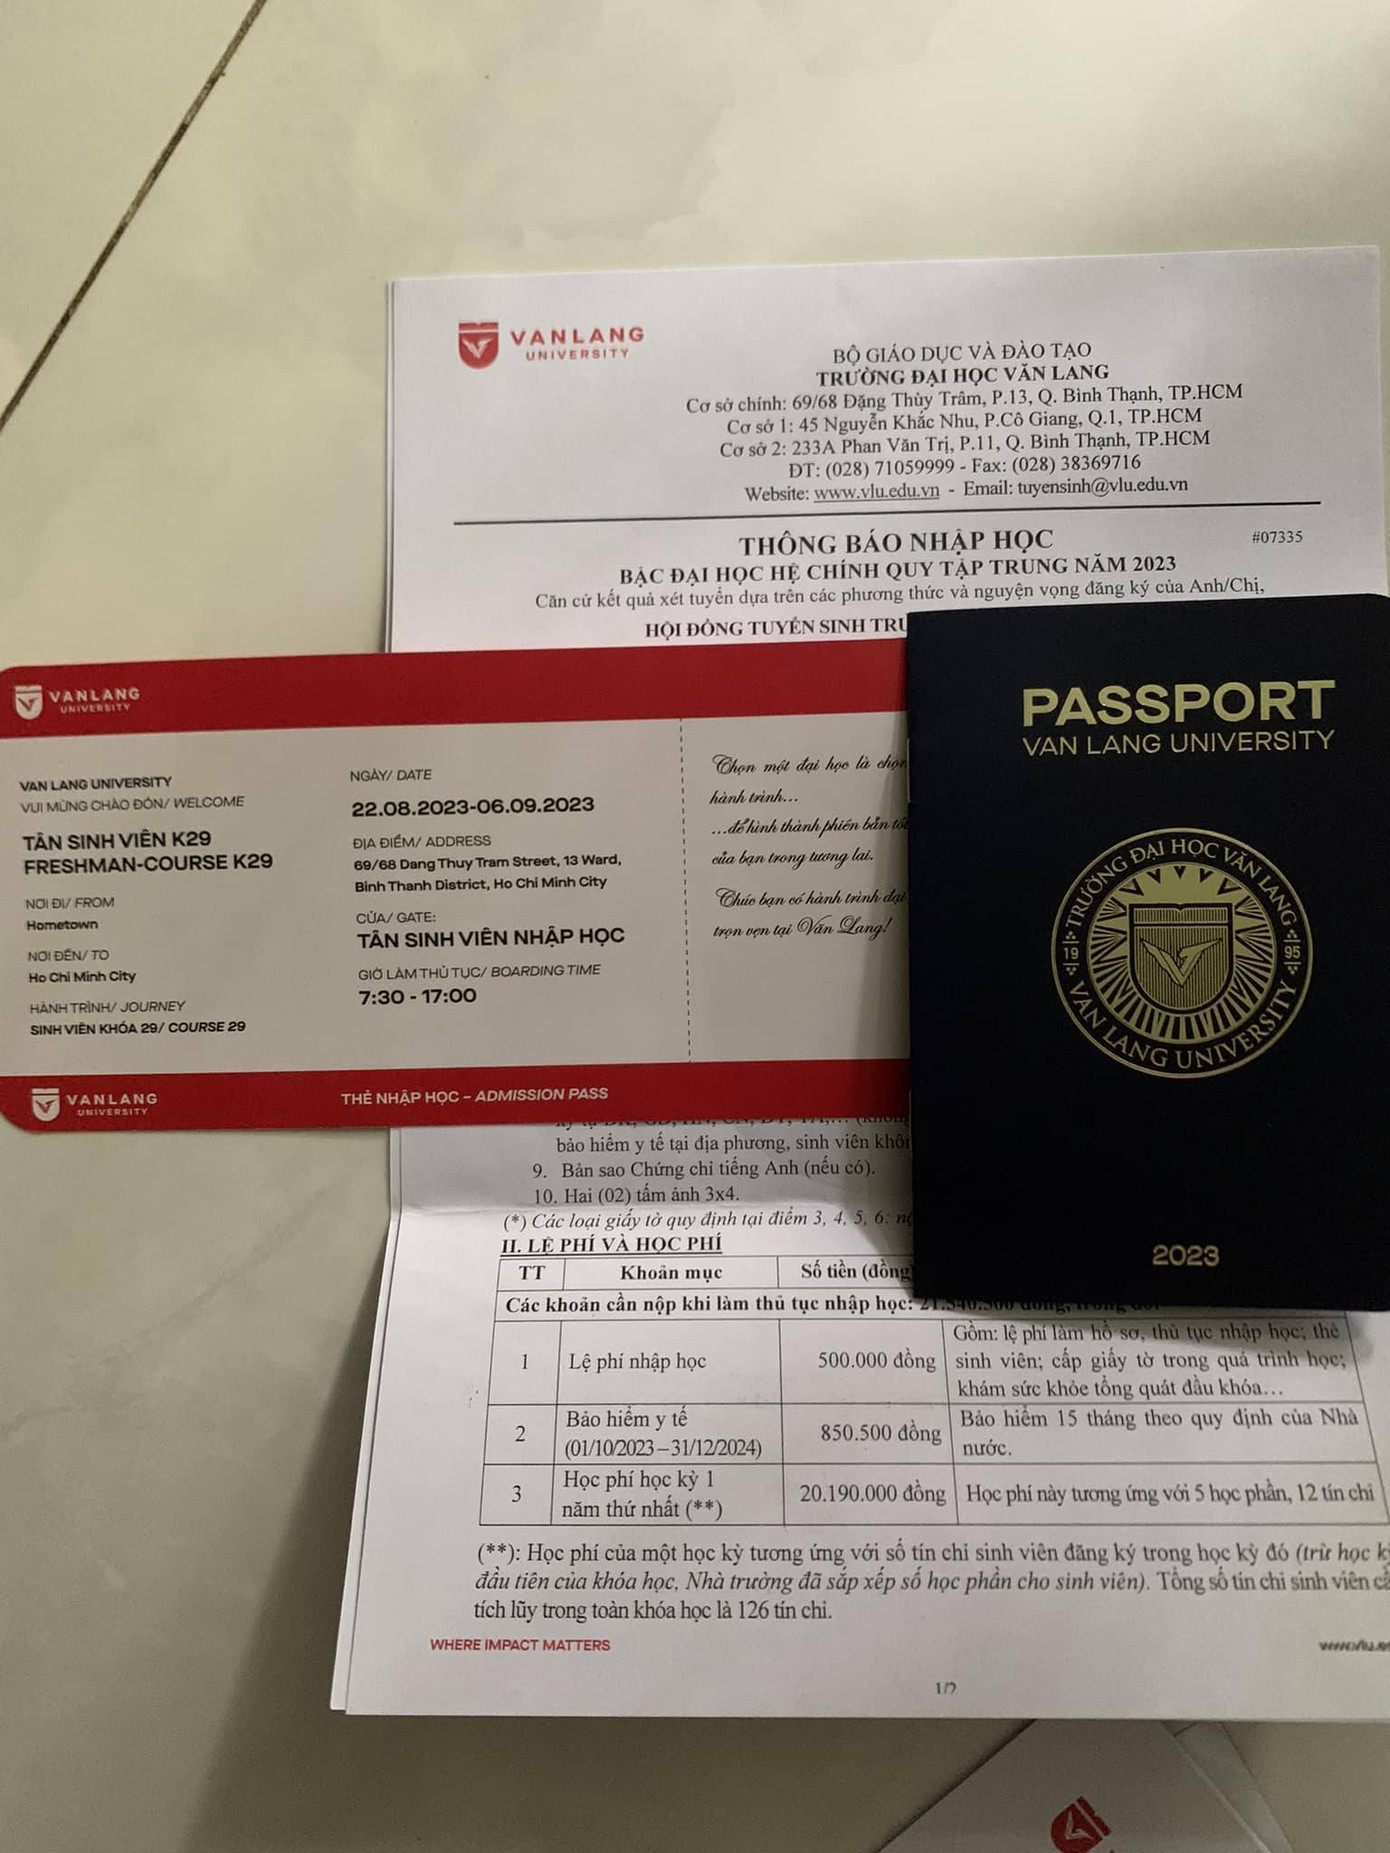 VANLANG
UNIVERSITY
BỘ GIÁO DỤC VÀ ĐÀO TẠO
TRƯỜNG ĐẠI HỌC VĂN LANG
Cơ sở chính: 69/68 Đặng Thùy Trâm, P.13, Q. Bình Thạnh, TP.HCM
Cơ sở 1: 45 Nguyễn Khắc Nhu, P.Cô Giang, Q.1, TP.HCM
Cơ sở 2: 233A Phan Văn Trị, P.11, Q. Bình Thạnh, TP.HCM
ĐT: (028) 71059999 - Fax: (028) 38369716
Website: www.vlu.edu.vn - Email: tuyensinh@vlu.edu.vn
THÔNG BÁO NHẬP HỌC
#07335
BẬC ĐẠI HỌC HỆ CHÍNH QUY TẬP TRUNG NĂM 2023
Căn cứ kết quả xét tuyển dựa trên các phương thức và nguyện vọng đăng ký của Anh/Chị,
HỘI ĐỒNG TUYỂN SINH
VANLANG
UNIVERSITY
VAN LANG UNIVERSITY
VUI MỪNG CHÀO ĐÓN/ WELCOME
TÂN SINH VIÊN K29
FRESHMAN-COURSE K29
NƠI ĐI/ FROM
Hometown
NƠI ĐẾN/ TO
Ho Chi Minh City
HÀNH TRÌNH/ JOURNEY
SINH VIÊN KHÓA 29/ COURSE 29
NGÀY/ DATE
22.08.2023-06.09.2023
ĐỊA ĐIỂM/ ADDRESS
69/68 Dang Thuy Tram Street, 13 Ward,
Binh Thanh District, Ho Chi Minh City
CỬA/ GATE:
TÂN SINH VIÊN NHẬP HỌC
GIỜ LÀM THỦ TỤC/ BOARDING TIME
7:30 - 17:00
Chọn một đại học là chọn
hành trình...
...để hình thành phiên bản tốt
của bạn trong tương lai.
Chúc bạn có hành trình đại
trọn vẹn tại Văn Lang!
VANLANG
UNIVERSITY
THẺ NHẬP HỌC – ADMISSION PASS
PASSPORT
VAN LANG UNIVERSITY
TRƯỜNG ĐẠI HỌC VĂN LANG
19 95
VAN LANG UNIVERSITY
2023
bảo hiểm y tế tại địa phương, sinh viên
9. Bản sao Chứng chỉ tiếng Anh (nếu có).
10. Hai (02) tấm ảnh 3x4.
(*) Các loại giấy tờ quy định tại điểm 3, 4, 5, 6:
II. LỆ PHÍ VÀ HỌC PHÍ
TT Khoản mục Số tiền (đồng)
Các khoản cần nộp khi làm thủ tục nhập học:
1 Lệ phí nhập học 500.000 đồng Gồm: lệ phí làm hồ sơ, thủ tục nhập học; thẻ
sinh viên; cấp giấy tờ trong quá trình học;
khám sức khỏe tổng quát đầu khóa...
2 Bảo hiểm y tế
(01/10/2023–31/12/2024) 850.500 đồng Bảo hiểm 15 tháng theo quy định của Nhà
nước.
3 Học phí học kỳ 1
năm thứ nhất (**) 20.190.000 đồng Học phí này tương ứng với 5 học phần, 12 tín chỉ
(**): Học phí của một học kỳ tương ứng với số tín chỉ sinh viên đăng ký trong học kỳ đó (trừ học kỳ
đầu tiên của khóa học, Nhà trường đã sắp xếp số học phần cho sinh viên). Tổng số tín chỉ sinh viên
tích lũy trong toàn khóa học là 126 tín chỉ.
WHERE IMPACT MATTERS
1/2